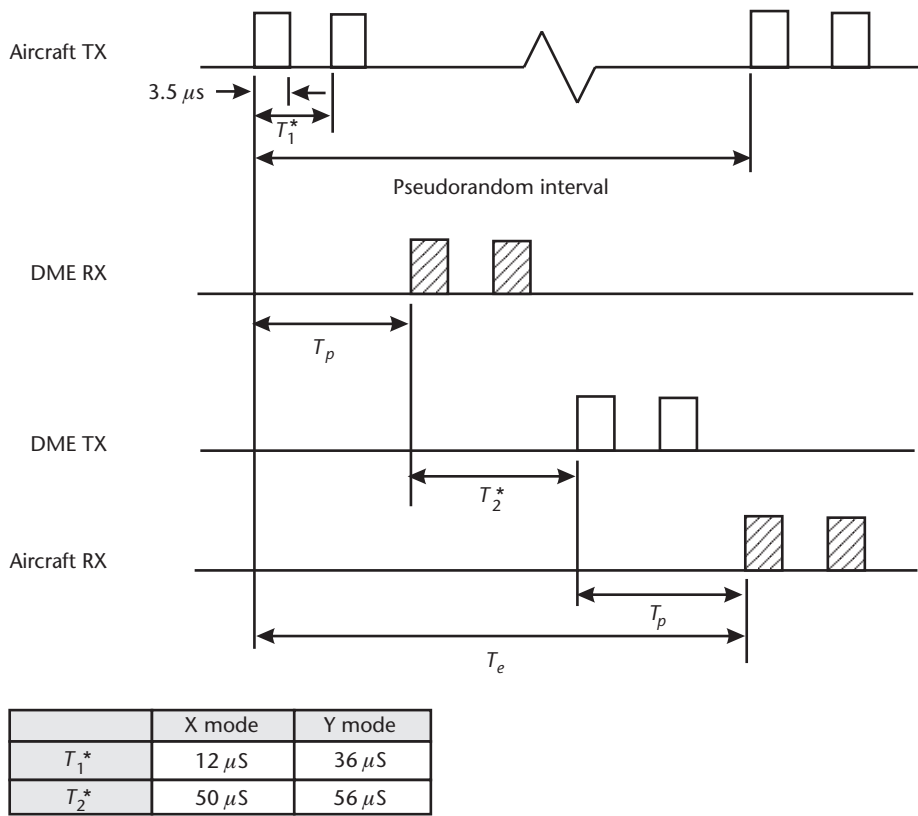 Aircraft TX
3.5 μs
T₁*
Pseudorandom interval
DME RX
Tₚ
DME TX
T₂*
Aircraft RX
Tₚ
Tₑ
X mode Y mode
T₁* 12 μS 36 μS
T₂* 50 μS 56 μS